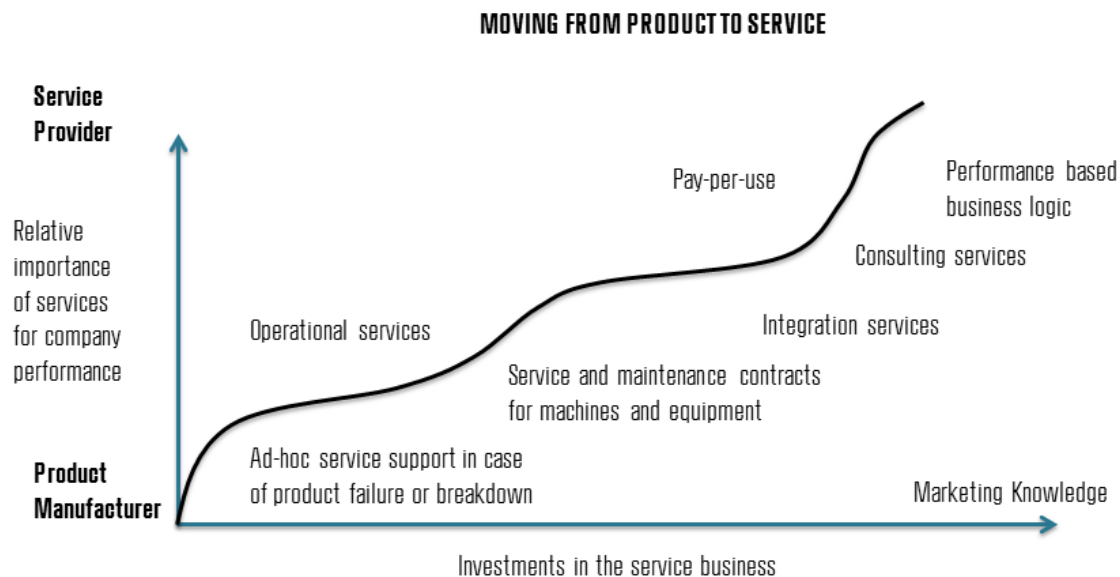 MOVING FROM PRODUCT TO SERVICE
Service
Provider
Pay-per-use
Performance based
business logic
Relative
importance
of services
for company
performance
Consulting services
Operational services
Integration services
Service and maintenance contracts
for machines and equipment
Product
Manufacturer
Ad-hoc service support in case
of product failure or breakdown
Marketing Knowledge
Investments in the service business